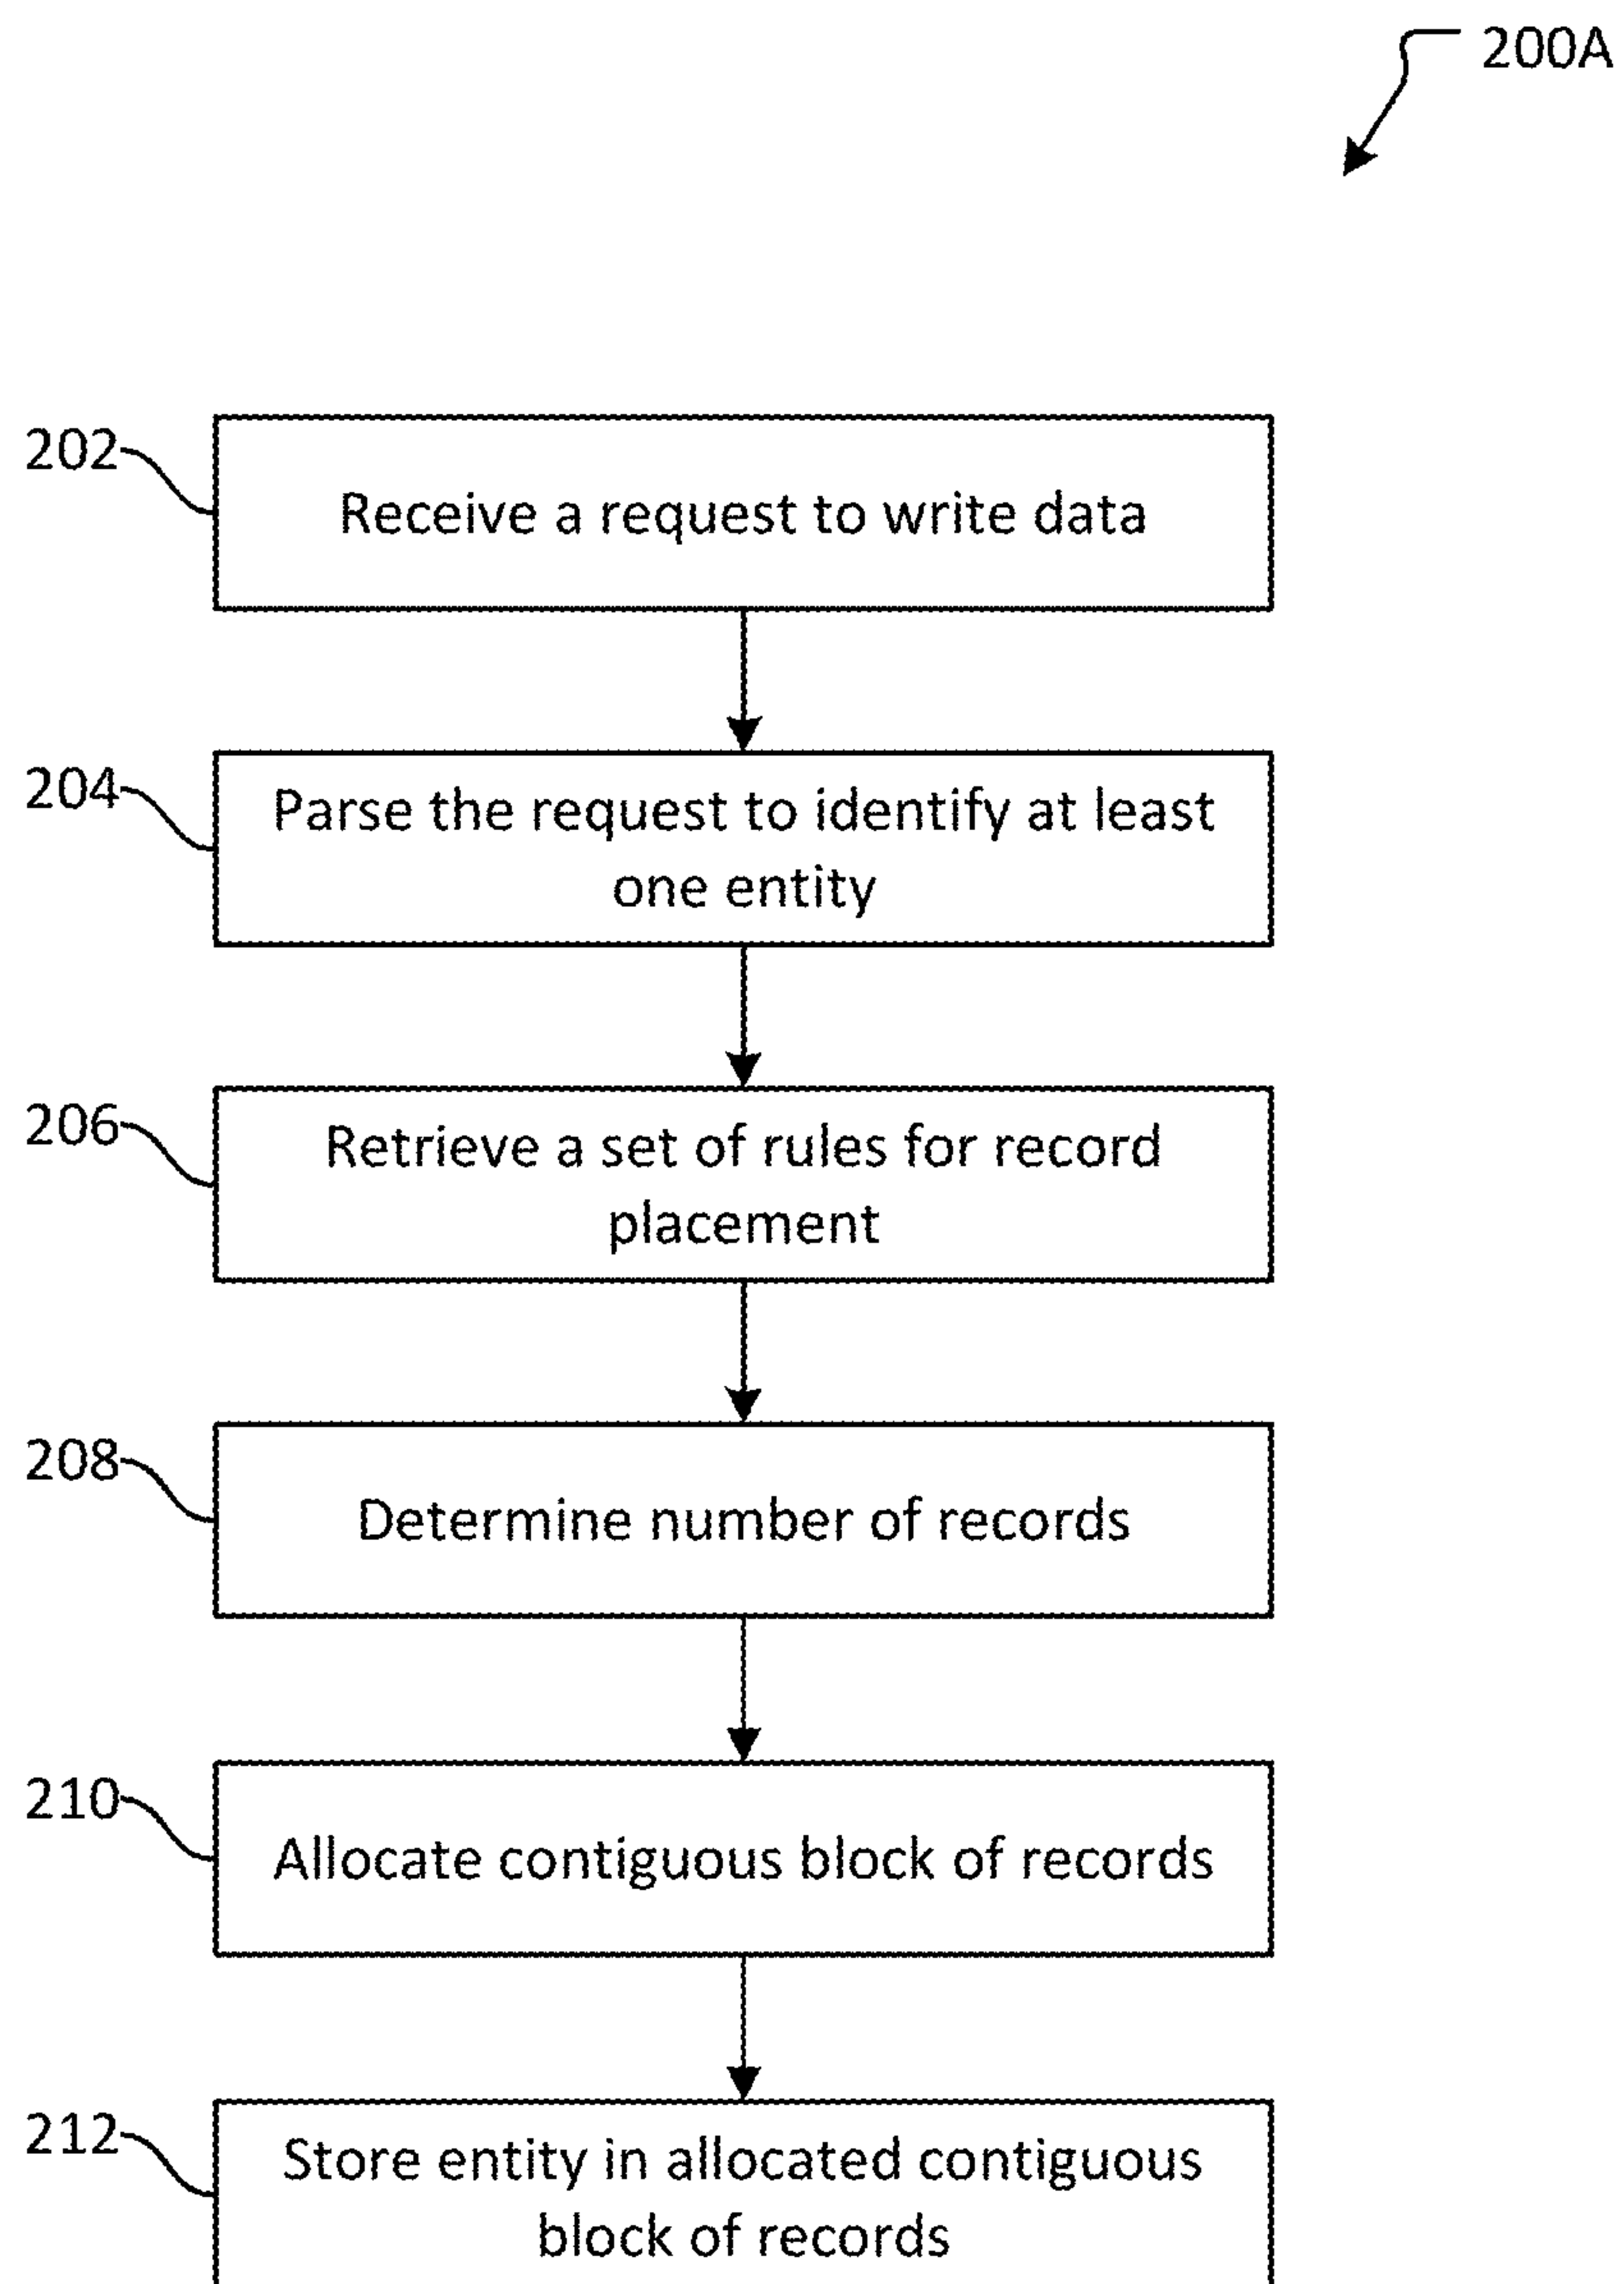 200A
202
Receive a request to write data
204
Parse the request to identify at least
one entity
206
Retrieve a set of rules for record
placement
208
Determine number of records
210
Allocate contiguous block of records
212
Store entity in allocated contiguous
block of records